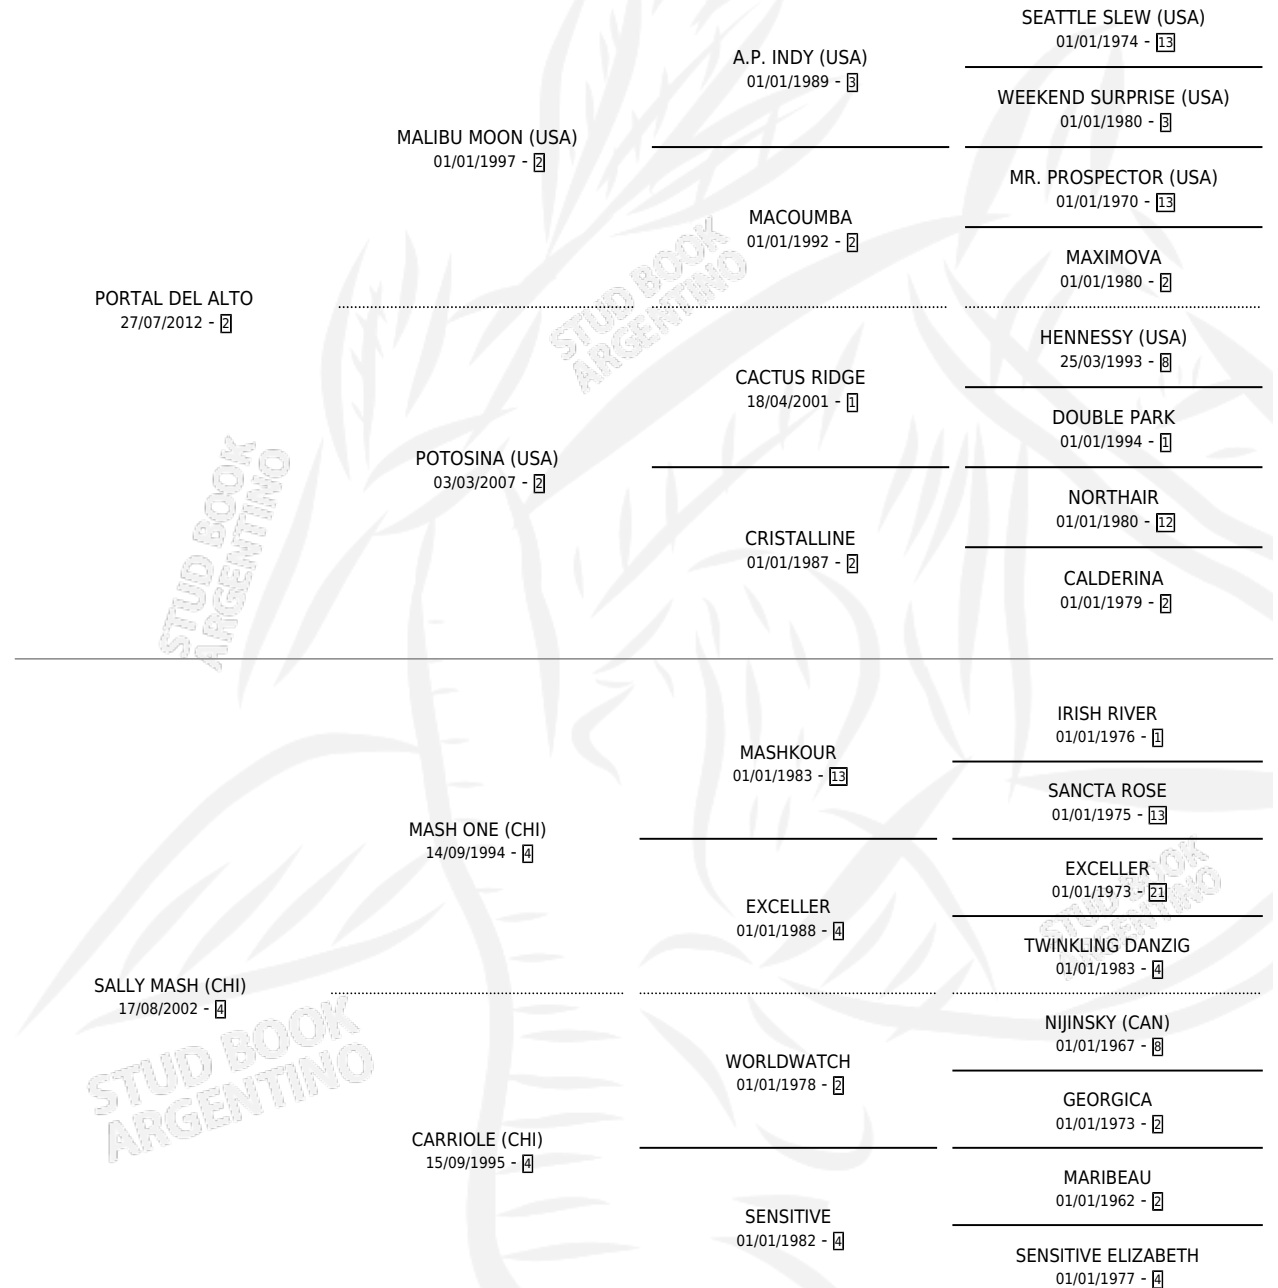 SEATTLE SLEW (USA)
01/01/1974 - 13
A.P. INDY (USA)
01/01/1989 - 3
WEEKEND SURPRISE (USA)
01/01/1980 - 3
MALIBU MOON (USA)
01/01/1997 - 2
MR. PROSPECTOR (USA)
01/01/1970 - 13
MACOUMBA
01/01/1992 - 2
MAXIMOVA
01/01/1980 - 2
PORTAL DEL ALTO
27/07/2012 - 2
HENNESSY (USA)
25/03/1993 - 8
CACTUS RIDGE
18/04/2001 - 1
DOUBLE PARK
01/01/1994 - 1
POTOSINA (USA)
03/03/2007 - 2
NORTHAIR
01/01/1980 - 12
CRISTALLINE
01/01/1987 - 2
CALDERINA
01/01/1979 - 2
IRISH RIVER
01/01/1976 - 1
MASHKOUR
01/01/1983 - 13
SANCTA ROSE
01/01/1975 - 13
MASH ONE (CHI)
14/09/1994 - 4
EXCELLER
01/01/1973 - 21
EXCELLER
01/01/1988 - 4
TWINKLING DANZIG
01/01/1983 - 4
SALLY MASH (CHI)
17/08/2002 - 4
NIJINSKY (CAN)
01/01/1967 - 8
WORLDWATCH
01/01/1978 - 2
GEORGICA
01/01/1973 - 2
CARRIOLE (CHI)
15/09/1995 - 4
MARIBEAU
01/01/1962 - 2
SENSITIVE
01/01/1982 - 4
SENSITIVE ELIZABETH
01/01/1977 - 4
STUD BOOK
ARGENTINO
STUD BOOK
ARGENTINO
STUD BOOK
ARGENTINO
STUD BOOK
ARGENTINO